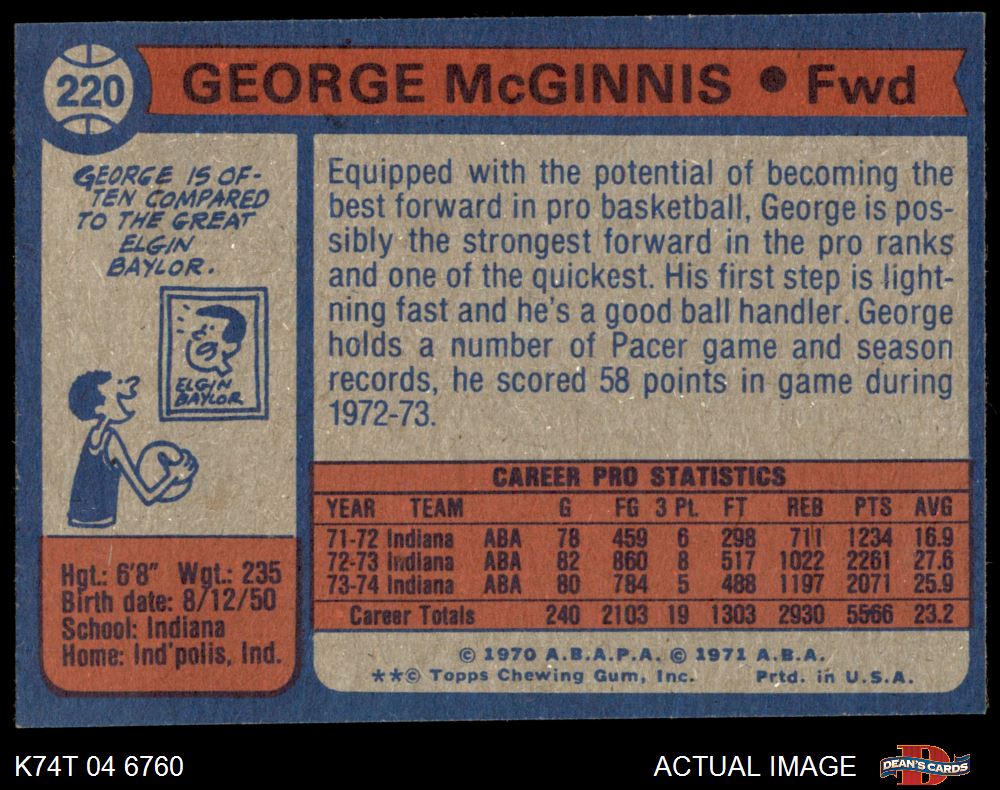 220
GEORGE McGINNIS • Fwd
GEORGE IS OF-
TEN COMPARED
TO THE GREAT
ELGIN
BAYLOR.
ELGIN
BAYLOR
Hgt.: 6'8" Wgt.: 235
Birth date: 8/12/50
School: Indiana
Home: Ind'polis, Ind.
Equipped with the potential of becoming the
best forward in pro basketball, George is pos-
sibly the strongest forward in the pro ranks
and one of the quickest. His first step is light-
ning fast and he's a good ball handler. George
holds a number of Pacer game and season
records, he scored 58 points in game during
1972-73.
CAREER PRO STATISTICS
YEAR TEAM G FG 3 Pt. FT REB PTS AVG
71-72 Indiana ABA 78 459 6 298 711 1234 16.9
72-73 Indiana ABA 82 860 8 517 1022 2261 27.6
73-74 Indiana ABA 80 784 5 488 1197 2071 25.9
Career Totals 240 2103 19 1303 2930 5566 23.2
© 1970 A.B.A.P.A. © 1971 A.B.A.
**© Topps Chewing Gum, Inc. Prtd. in U.S.A.
K74T 04 6760
ACTUAL IMAGE
D
DEAN'S CARDS